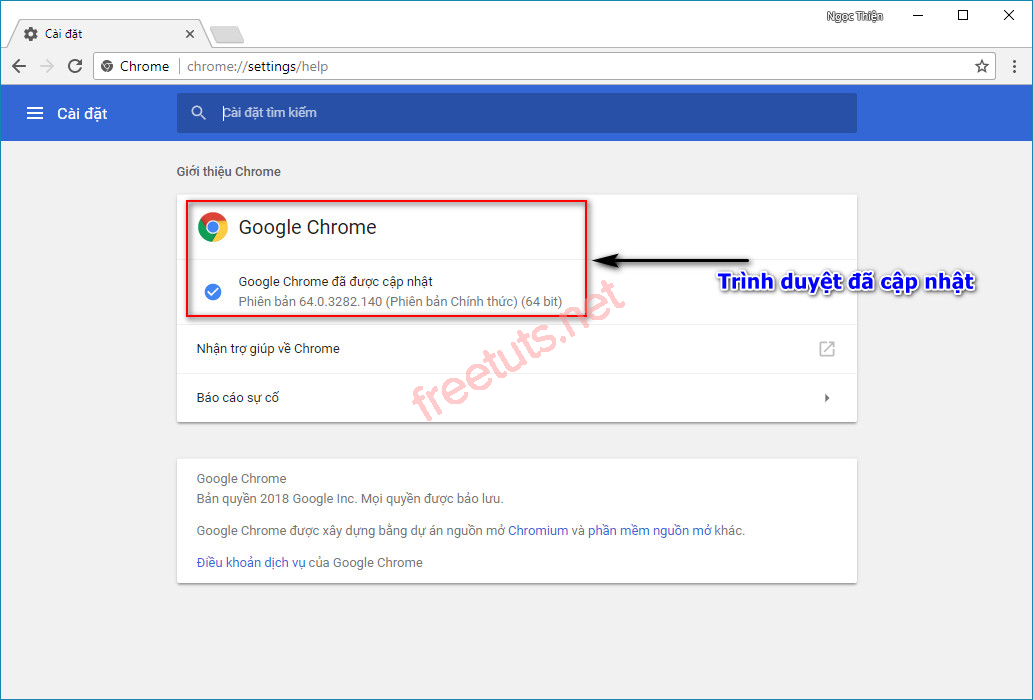 Ngọc Thiện
Cài đặt
Chrome chrome://settings/help
Cài đặt
Cài đặt tìm kiếm
Giới thiệu Chrome
Google Chrome
Google Chrome đã được cập nhật
Phiên bản 64.0.3282.140 (Phiên bản Chính thức) (64 bit)
Trình duyệt đã cập nhật
Nhận trợ giúp về Chrome
Báo cáo sự cố
freetuts.net
Google Chrome
Bản quyền 2018 Google Inc. Mọi quyền được bảo lưu.
Google Chrome được xây dựng bằng dự án nguồn mở Chromium và phần mềm nguồn mở khác.
Điều khoản dịch vụ của Google Chrome